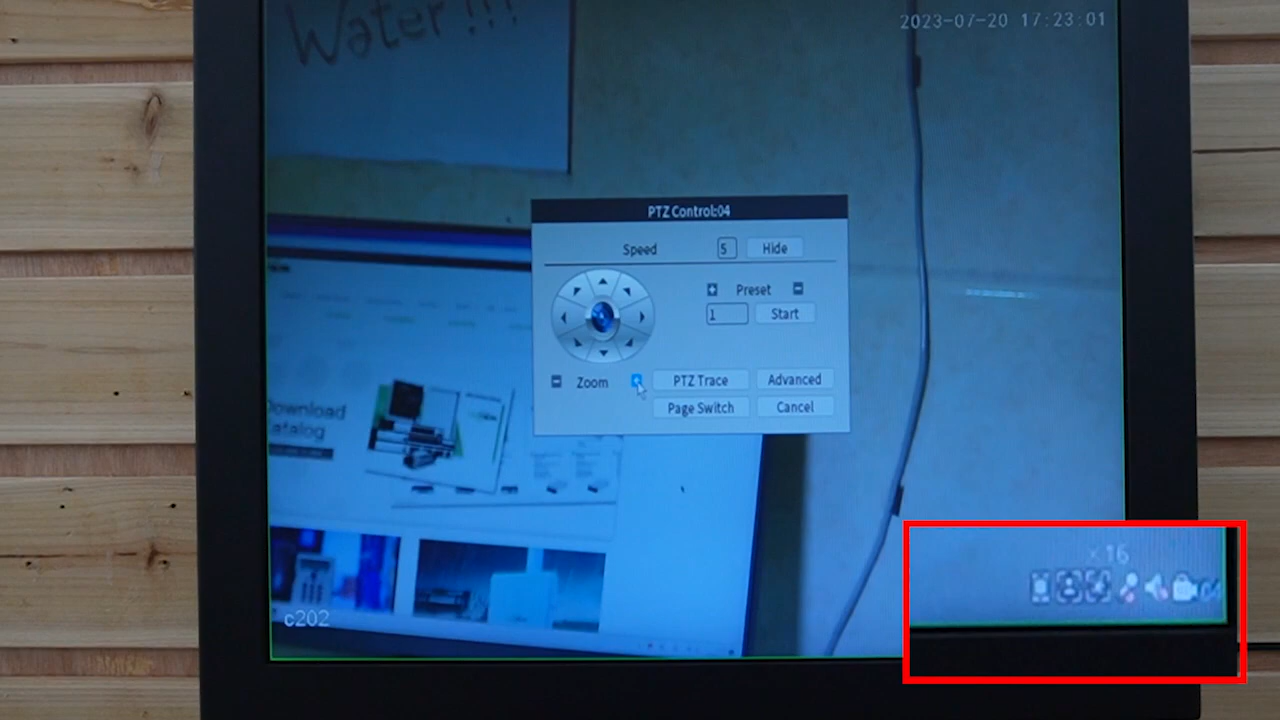 Water!!!
2023-07-20 17:23:01
PTZ Control:04
Speed 5 Hide
Preset
1 Start
Zoom PTZ Trace Advanced
Page Switch Cancel
Download
Catalog
×16
c202